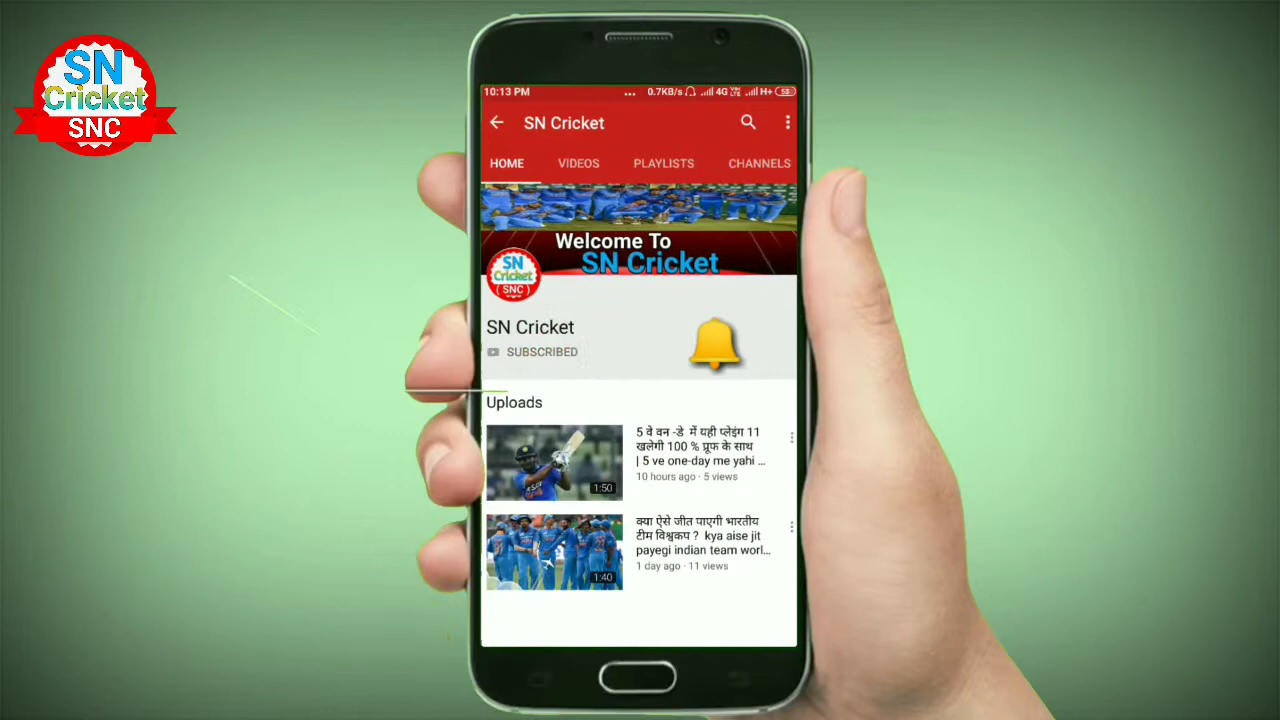 SN
Cricket
SNC
10:13 PM ... 0.7KB/s 4G VoLTE H+ 53
SN Cricket
HOME VIDEOS PLAYLISTS CHANNELS
Welcome To
SN Cricket
SN
Cricket
( SNC )
SN Cricket
SUBSCRIBED
Uploads
5 वे वन -डे में यही प्लेइंग 11
खलेगी 100 % प्रूफ के साथ
| 5 ve one-day me yahi ...
10 hours ago · 5 views
1:50
क्या ऐसे जीत पाएगी भारतीय
टीम विश्वकप ? kya aise jit
payegi indian team worl...
1 day ago · 11 views
1:40